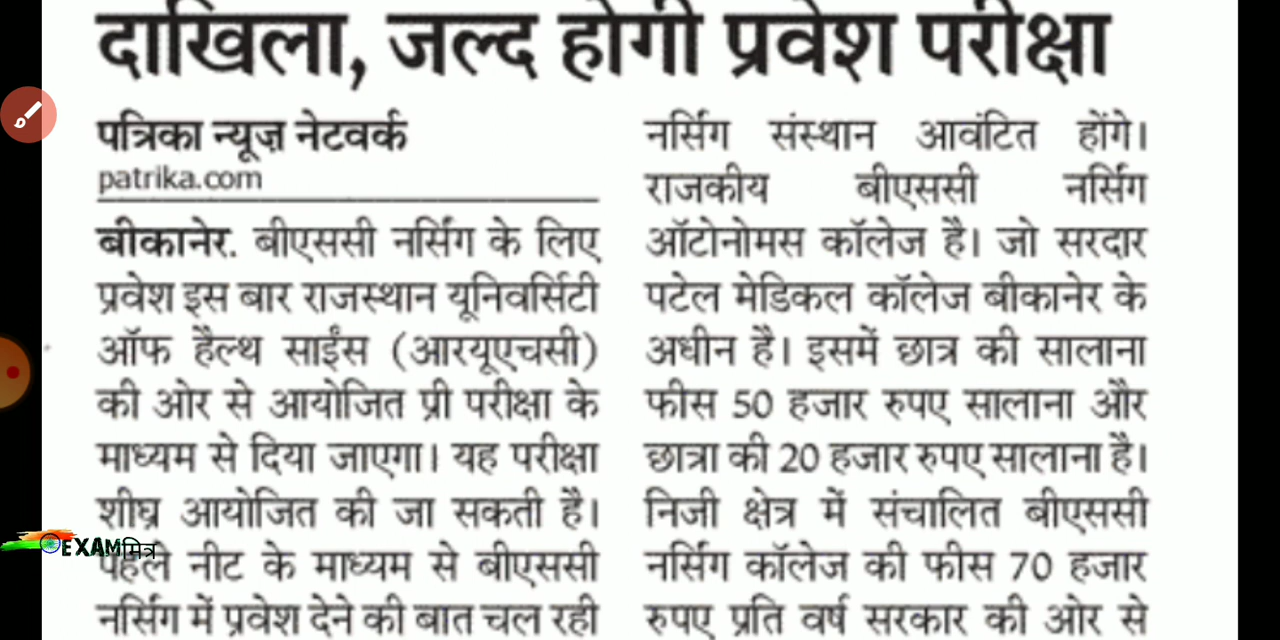 दाखिला, जल्द होगी प्रवेश परीक्षा
पत्रिका न्यूज़ नेटवर्क
patrika.com
बीकानेर. बीएससी नर्सिंग के लिए
प्रवेश इस बार राजस्थान यूनिवर्सिटी
ऑफ हैल्थ साईंस (आरयूएचसी)
की ओर से आयोजित प्री परीक्षा के
माध्यम से दिया जाएगा। यह परीक्षा
शीघ्र आयोजित की जा सकती है।
पहले नीट के माध्यम से बीएससी
नर्सिंग में प्रवेश देने की बात चल रही
नर्सिंग संस्थान आवंटित होंगे।
राजकीय बीएससी नर्सिंग
ऑटोनोमस कॉलेज है। जो सरदार
पटेल मेडिकल कॉलेज बीकानेर के
अधीन है। इसमें छात्र की सालाना
फीस 50 हजार रुपए सालाना और
छात्रा की 20 हजार रुपए सालाना है।
निजी क्षेत्र में संचालित बीएससी
नर्सिंग कॉलेज की फीस 70 हजार
रुपए प्रति वर्ष सरकार की ओर से
EXAMमित्र